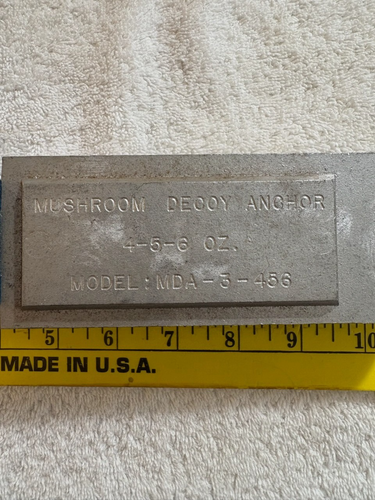 MUSHROOM DECOY ANCHOR
4-5-6 OZ.
MODEL:MDA-3-456
5 6 7 8 9 10
MADE IN U.S.A.